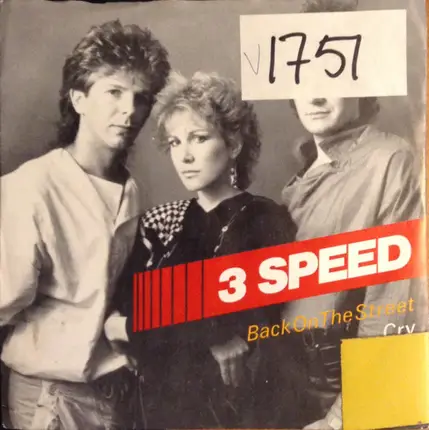 V1751
3 SPEED
BackOnTheStreet
Cry